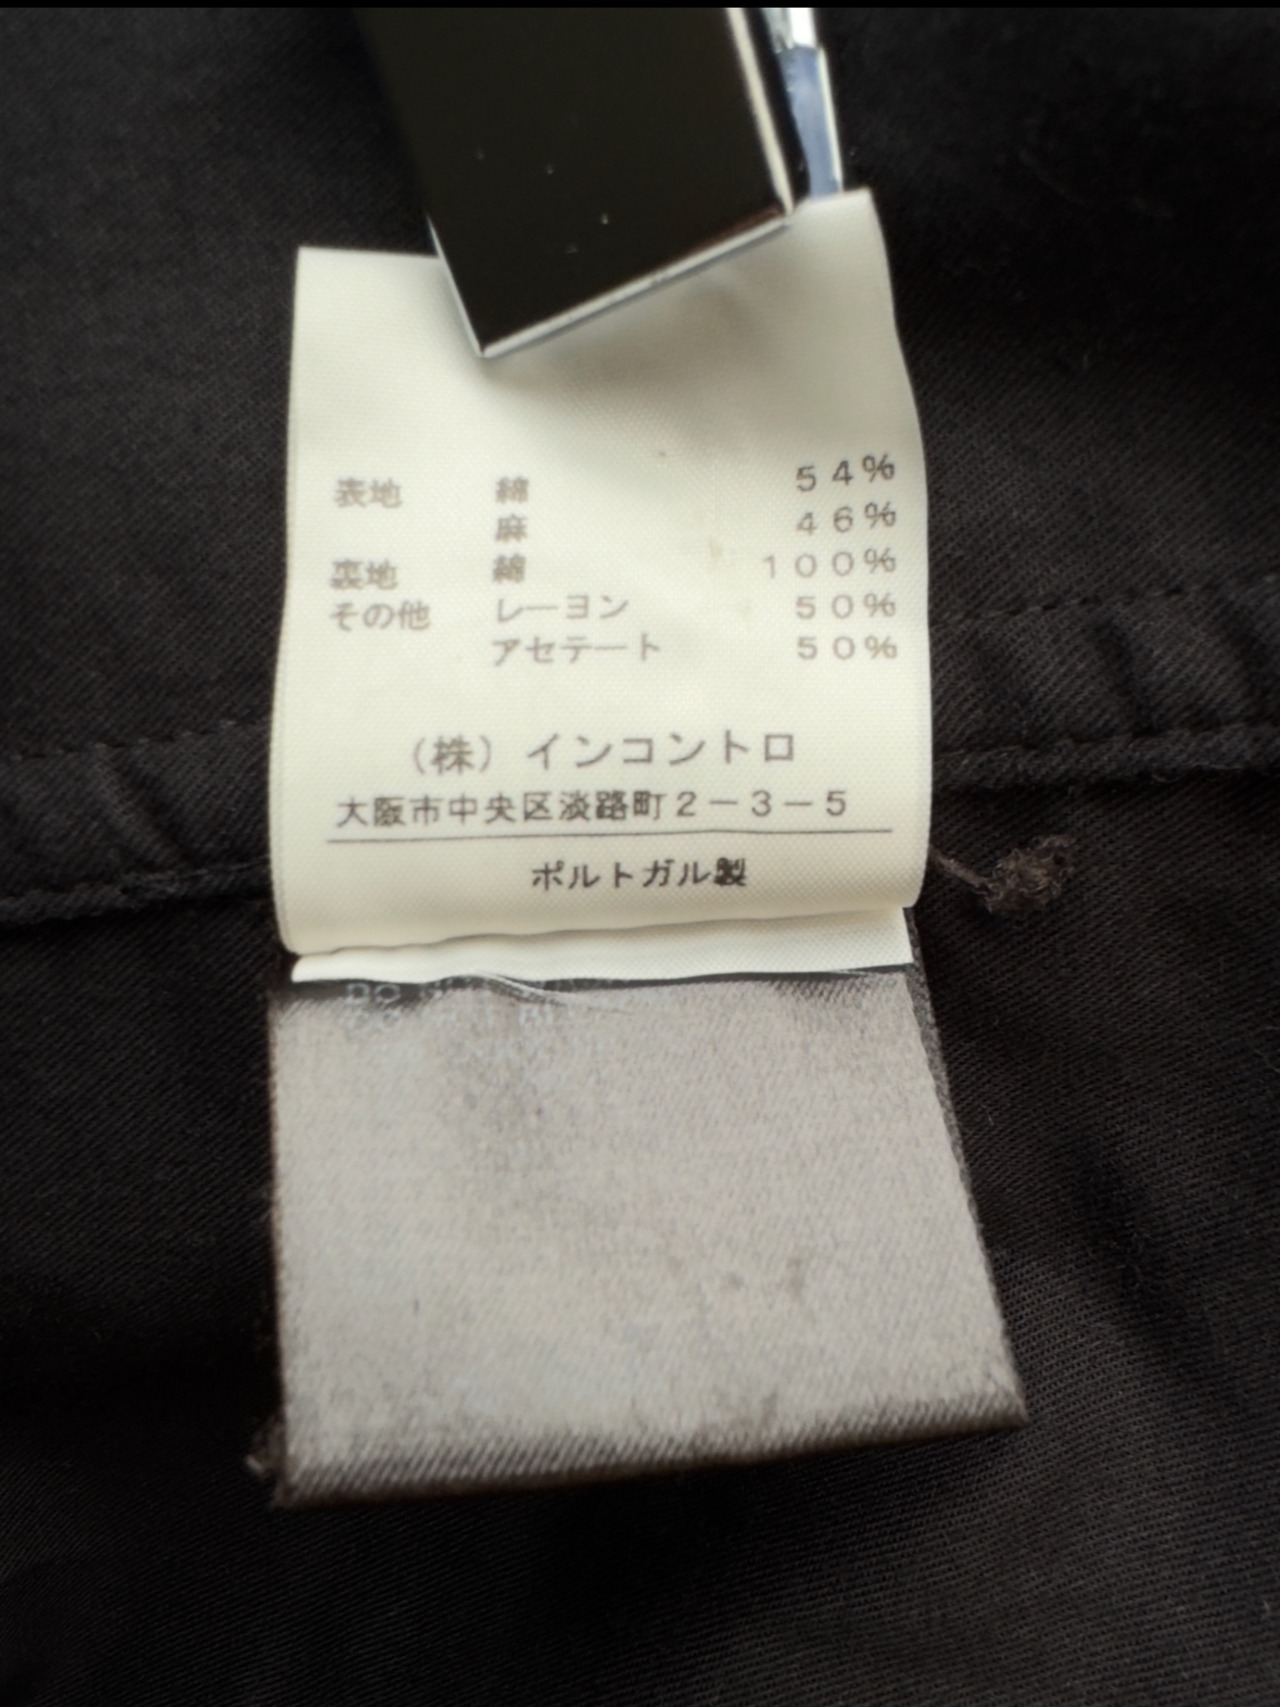 表地 綿 54%
麻 46%
裏地 綿 100%
その他 レーヨン 50%
アセテート 50%
(株)インコントロ
大阪市中央区淡路町2-3-5
ポルトガル製
DO